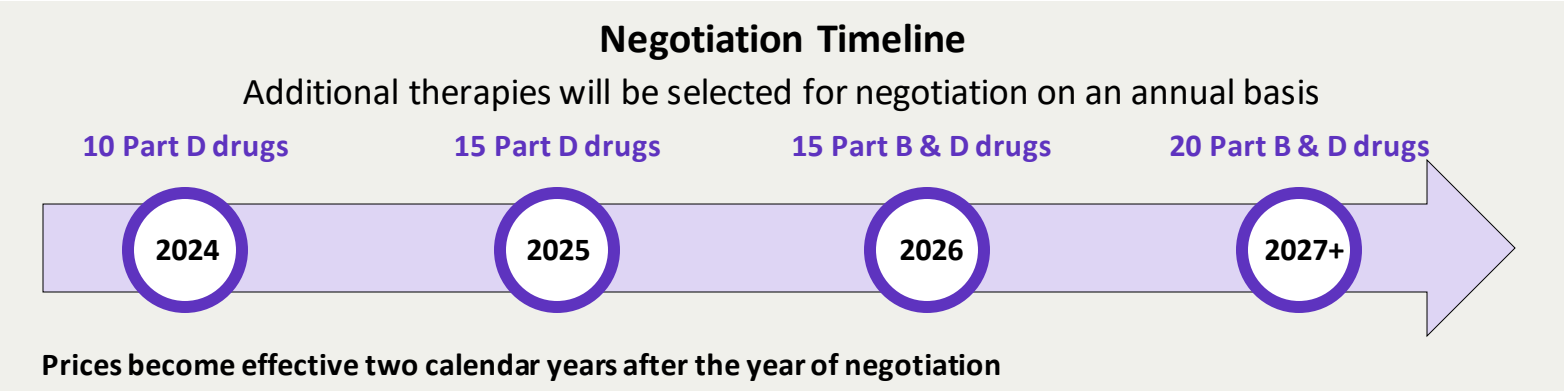 Negotiation Timeline
Additional therapies will be selected for negotiation on an annual basis
10 Part D drugs
15 Part D drugs
15 Part B & D drugs
20 Part B & D drugs
2024
2025
2026
2027+
Prices become effective two calendar years after the year of negotiation